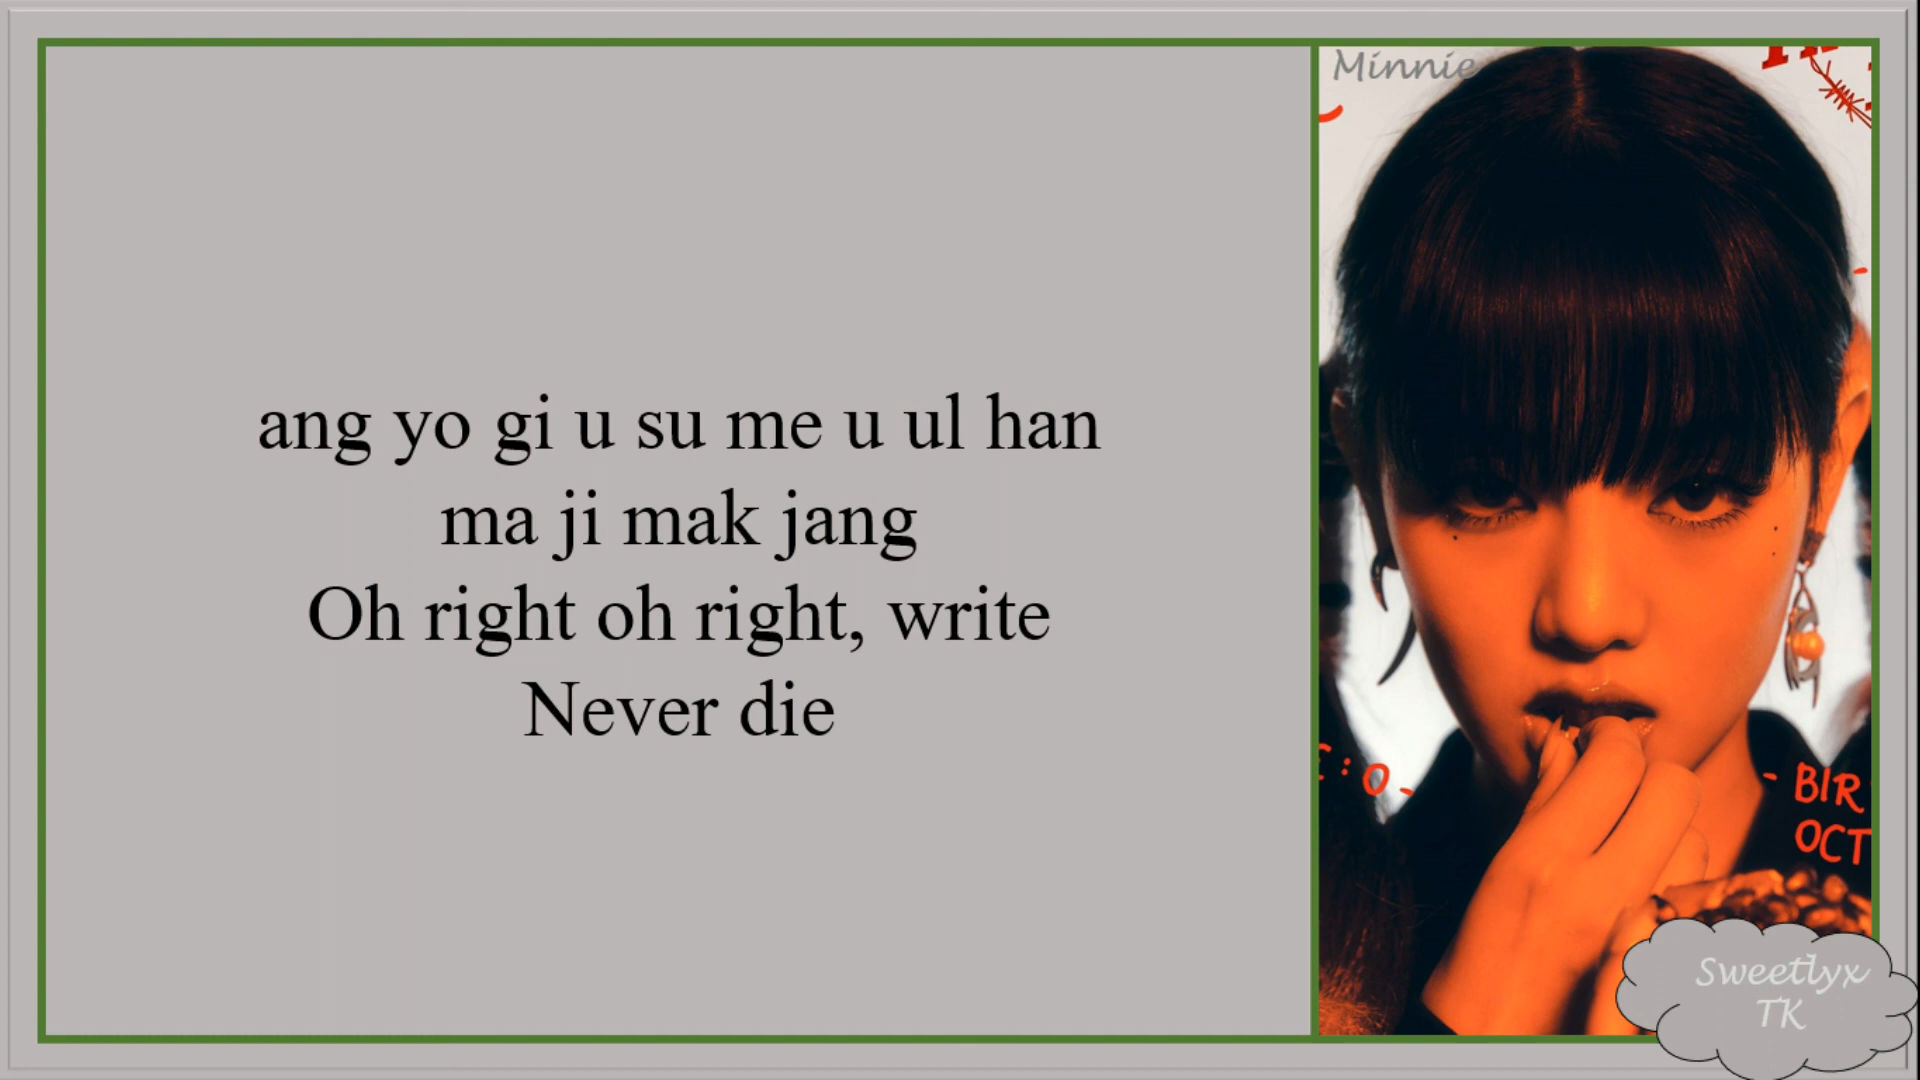 Minnie
ang yo gi u su me u ul han
ma ji mak jang
Oh right oh right, write
Never die
: O -
- BIR
OCT
Sweetlyx
TK